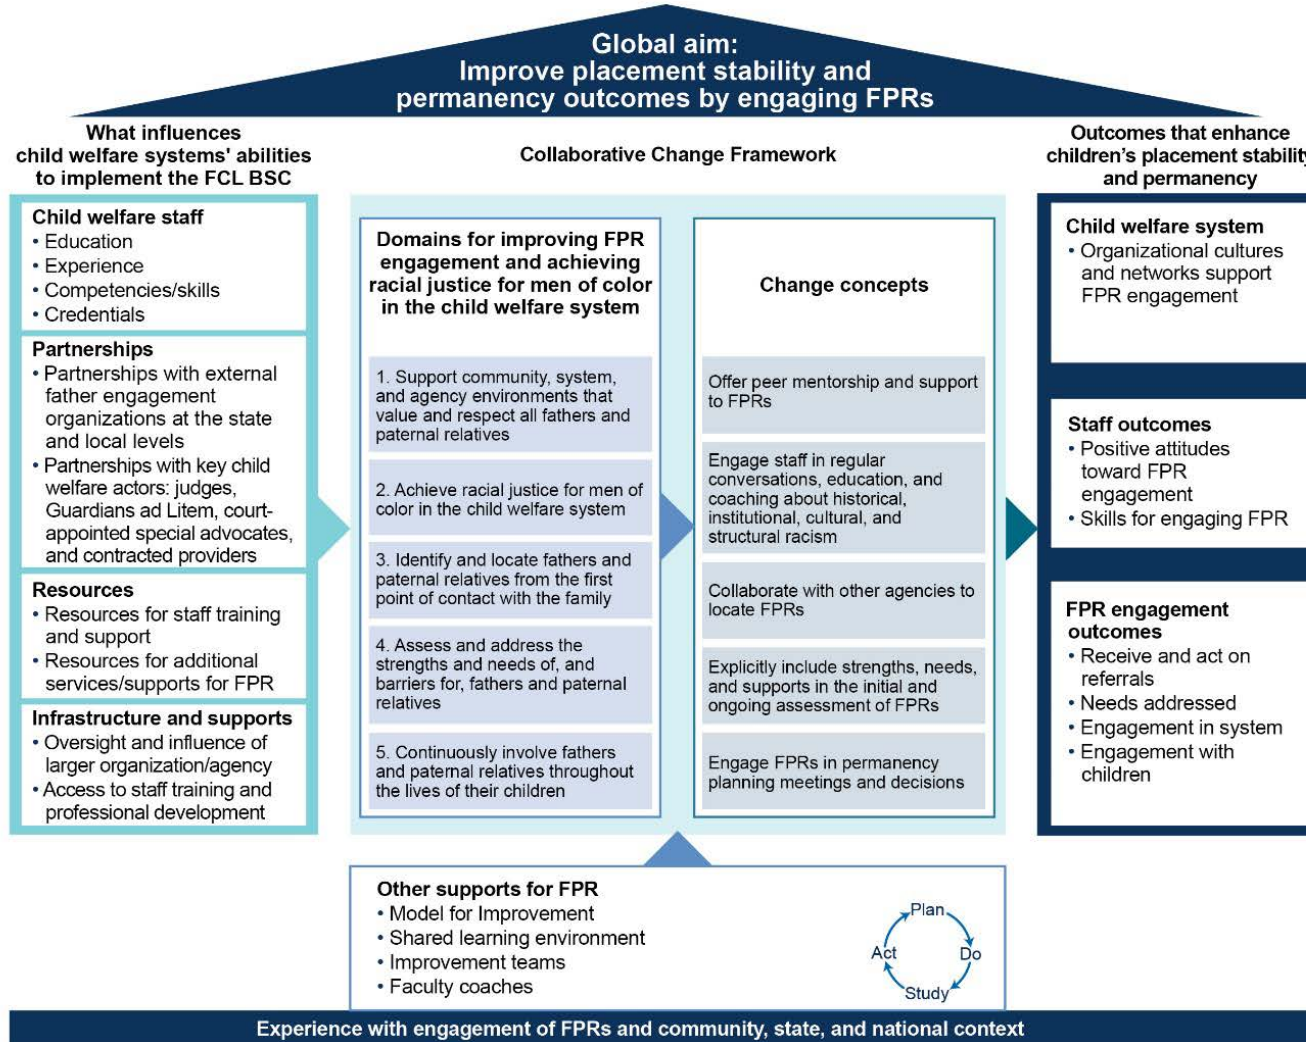 Global aim:
Improve placement stability and
permanency outcomes by engaging FPRs
What influences
child welfare systems' abilities
to implement the FCL BSC
Child welfare staff
• Education
• Experience
• Competencies/skills
• Credentials
Partnerships
• Partnerships with external
father engagement
organizations at the state
and local levels
• Partnerships with key child
welfare actors: judges,
Guardians ad Litem, court-
appointed special advocates,
and contracted providers
Resources
• Resources for staff training
and support
• Resources for additional
services/supports for FPR
Infrastructure and supports
• Oversight and influence of
larger organization/agency
• Access to staff training and
professional development
Collaborative Change Framework
Domains for improving FPR
engagement and achieving
racial justice for men of color
in the child welfare system
1. Support community, system,
and agency environments that
value and respect all fathers and
paternal relatives
2. Achieve racial justice for men of
color in the child welfare system
3. Identify and locate fathers and
paternal relatives from the first
point of contact with the family
4. Assess and address the
strengths and needs of, and
barriers for, fathers and paternal
relatives
5. Continuously involve fathers
and paternal relatives throughout
the lives of their children
Change concepts
Offer peer mentorship and support
to FPRs
Engage staff in regular
conversations, education, and
coaching about historical,
institutional, cultural, and
structural racism
Collaborate with other agencies to
locate FPRs
Explicitly include strengths, needs,
and supports in the initial and
ongoing assessment of FPRs
Engage FPRs in permanency
planning meetings and decisions
Outcomes that enhance
children's placement stability
and permanency
Child welfare system
• Organizational cultures
and networks support
FPR engagement
Staff outcomes
• Positive attitudes
toward FPR
engagement
• Skills for engaging FPR
FPR engagement
outcomes
• Receive and act on
referrals
• Needs addressed
• Engagement in system
• Engagement with
children
Other supports for FPR
• Model for Improvement
• Shared learning environment
• Improvement teams
• Faculty coaches
Plan
Do
Study
Act
Experience with engagement of FPRs and community, state, and national context